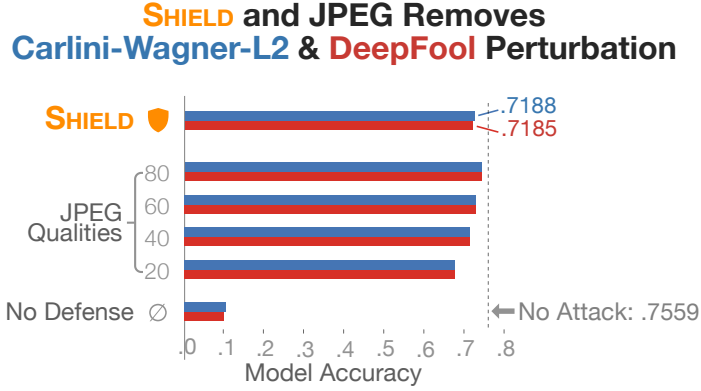 SHIELD and JPEG Removes
Carlini-Wagner-L2 & DeepFool Perturbation
SHIELD
.7188
.7185
80
60
JPEG
Qualities
40
20
No Defense ∅
No Attack: .7559
.0 .1 .2 .3 .4 .5 .6 .7 .8
Model Accuracy